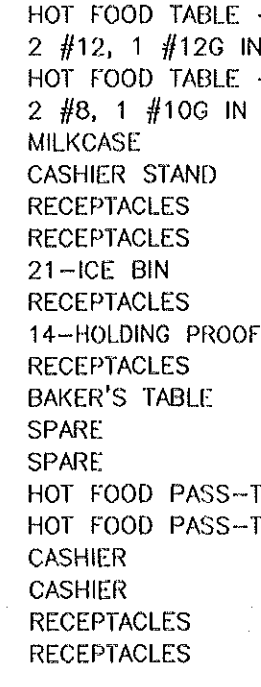 HOT FOOD TABLE -
2 #12, 1 #12G IN
HOT FOOD TABLE -
2 #8, 1 #10G IN
MILKCASE
CASHIER STAND
RECEPTACLES
RECEPTACLES
21-ICE BIN
RECEPTACLES
14-HOLDING PROOF
RECEPTACLES
BAKER'S TABLE
SPARE
SPARE
HOT FOOD PASS-T
HOT FOOD PASS-T
CASHIER
CASHIER
RECEPTACLES
RECEPTACLES